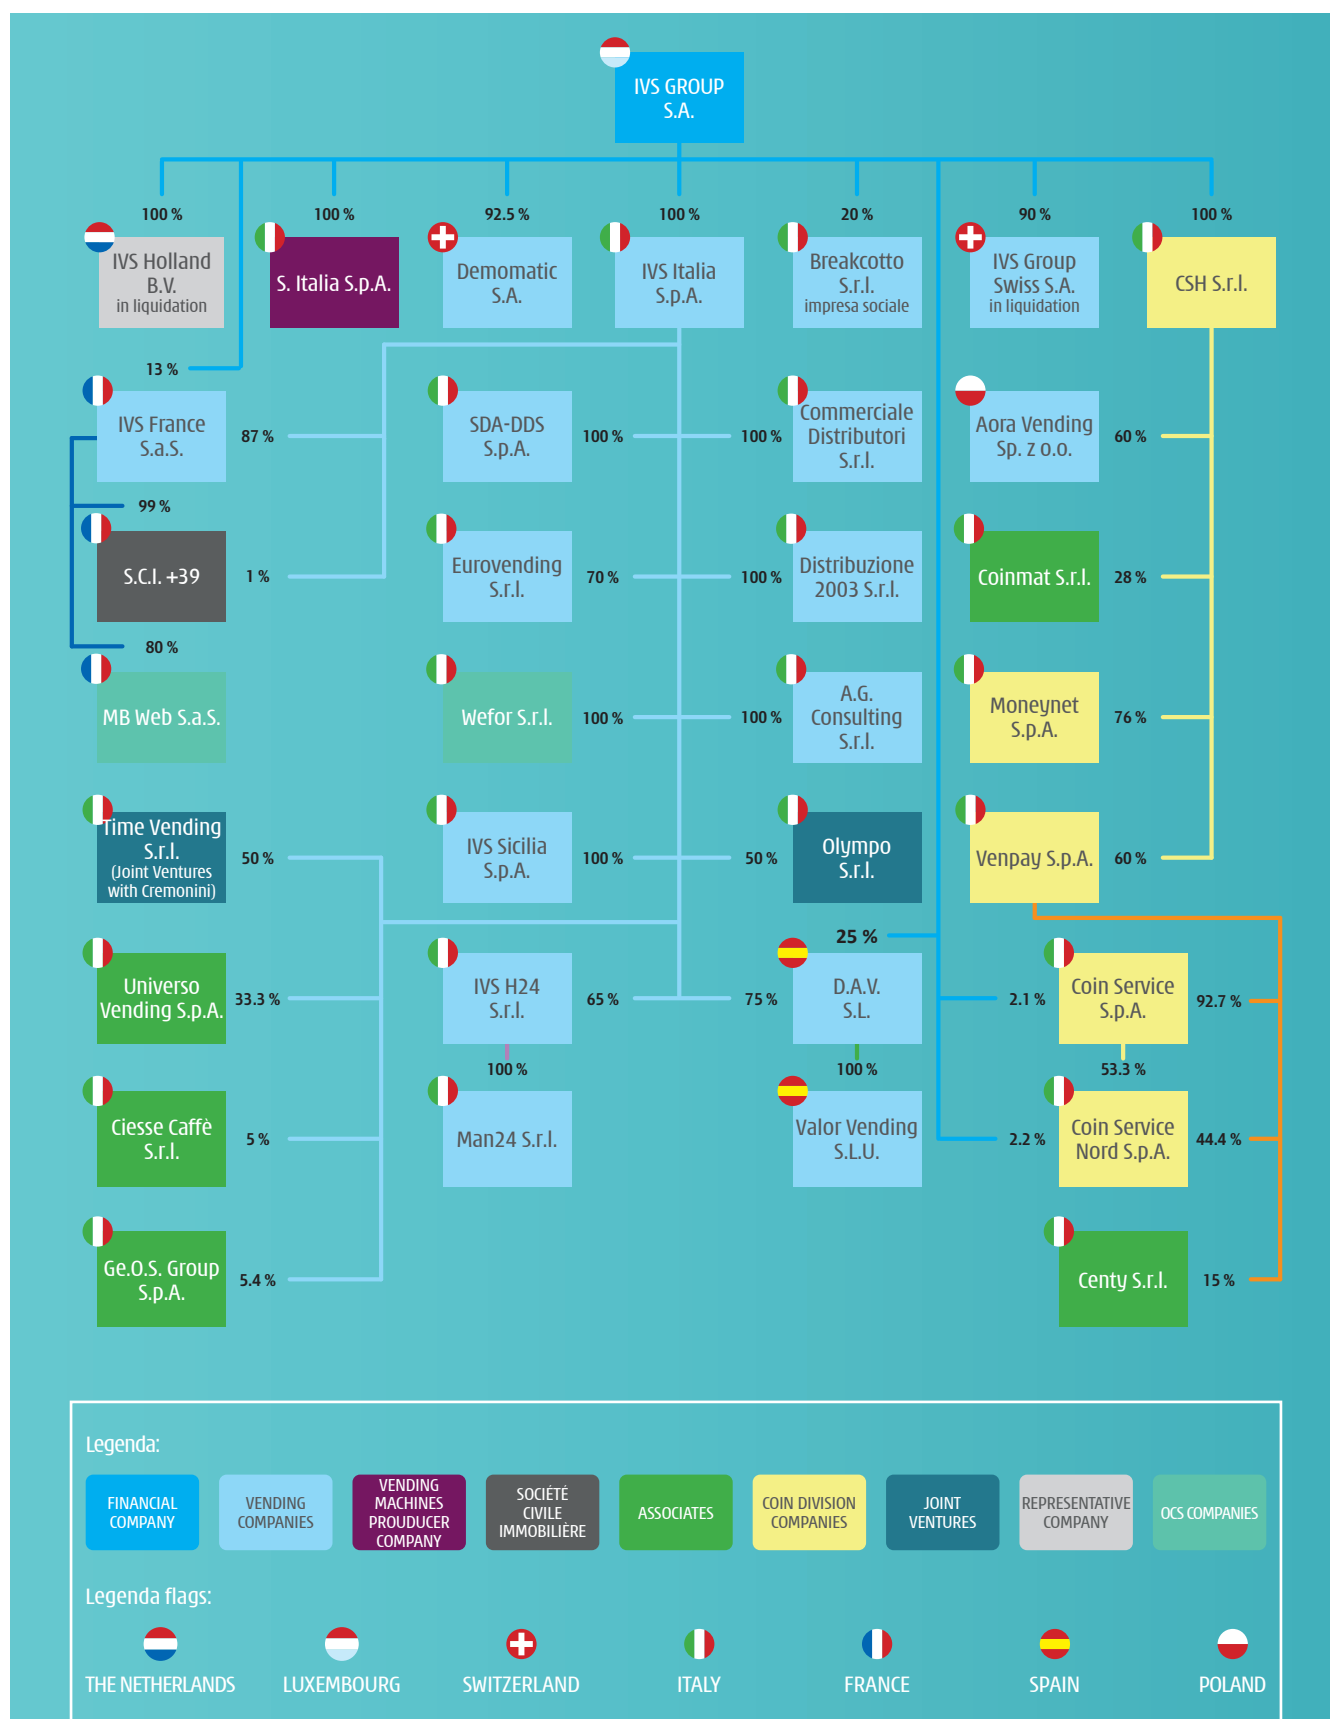 IVS GROUP
S.A.
100 %
100 %
92.5 %
100 %
20 %
90 %
100 %
IVS Holland
B.V.
in liquidation
S. Italia S.p.A.
Demomatic
S.A.
IVS Italia
S.p.A.
Breakcotto
S.r.l.
impresa sociale
IVS Group
Swiss S.A.
in liquidation
CSH S.r.l.
13 %
IVS France
S.a.S.
87 %
SDA-DDS
S.p.A.
100 %
100 %
Commerciale
Distributori
S.r.l.
Aora Vending
Sp. z o.o.
60 %
99 %
S.C.I. +39
1 %
Eurovending
S.r.l.
70 %
100 %
Distribuzione
2003 S.r.l.
Coinmat S.r.l.
28 %
80 %
MB Web S.a.S.
Wefor S.r.l.
100 %
100 %
A.G.
Consulting
S.r.l.
Moneynet
S.p.A.
76 %
Time Vending
S.r.l.
(Joint Ventures
with Cremonini)
50 %
IVS Sicilia
S.p.A.
100 %
50 %
Olympo
S.r.l.
Venpay S.p.A.
60 %
25 %
Universo
Vending S.p.A.
33.3 %
IVS H24
S.r.l.
65 %
75 %
D.A.V.
S.L.
2.1 %
Coin Service
S.p.A.
92.7 %
100 %
100 %
53.3 %
Ciesse Caffè
S.r.l.
5 %
Man24 S.r.l.
Valor Vending
S.L.U.
2.2 %
Coin Service
Nord S.p.A.
44.4 %
Ge.O.S. Group
S.p.A.
5.4 %
Centy S.r.l.
15 %
Legenda:
FINANCIAL
COMPANY
VENDING
COMPANIES
VENDING
MACHINES
PROUDUCER
COMPANY
SOCIÉTÉ
CIVILE
IMMOBILIÈRE
ASSOCIATES
COIN DIVISION
COMPANIES
JOINT
VENTURES
REPRESENTATIVE
COMPANY
OCS COMPANIES
Legenda flags:
THE NETHERLANDS
LUXEMBOURG
SWITZERLAND
ITALY
FRANCE
SPAIN
POLAND